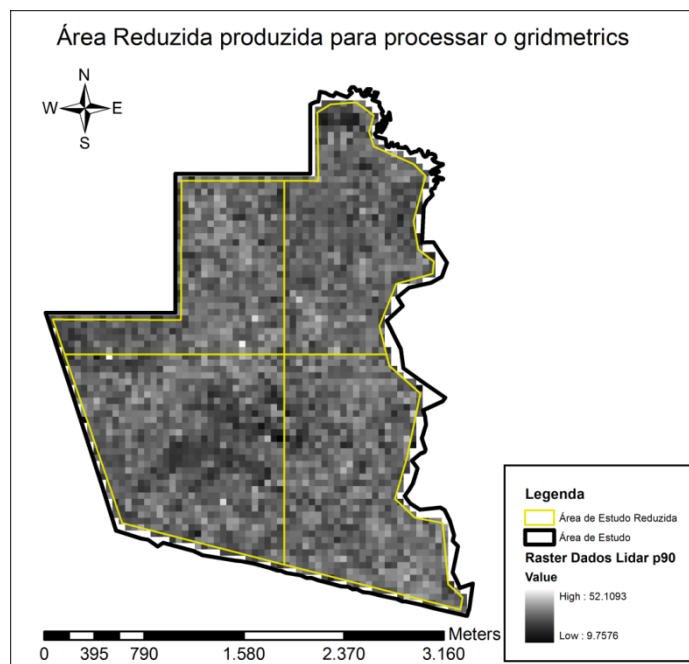 Área Reduzida produzida para processar o gridmetrics
N
W E
S
Legenda
Área de Estudo Reduzida
Área de Estudo
Raster Dados Lidar p90
Value
High : 52.1093
Low : 9.7576
Meters
0 395 790 1.580 2.370 3.160